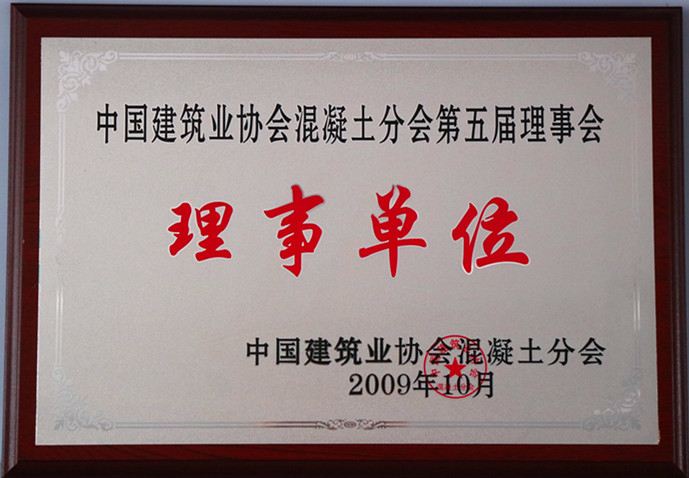 中国建筑业协会混凝土分会第五届理事会
理事单位
中国建筑业协会混凝土分会
2009年10月